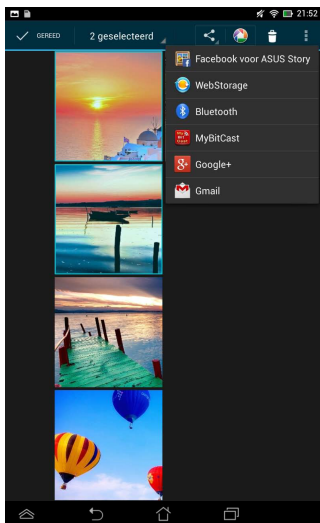 21:52
GEREED
2 geselecteerd
Facebook voor ASUS Story
WebStorage
Bluetooth
MyBitCast
Google+
Gmail